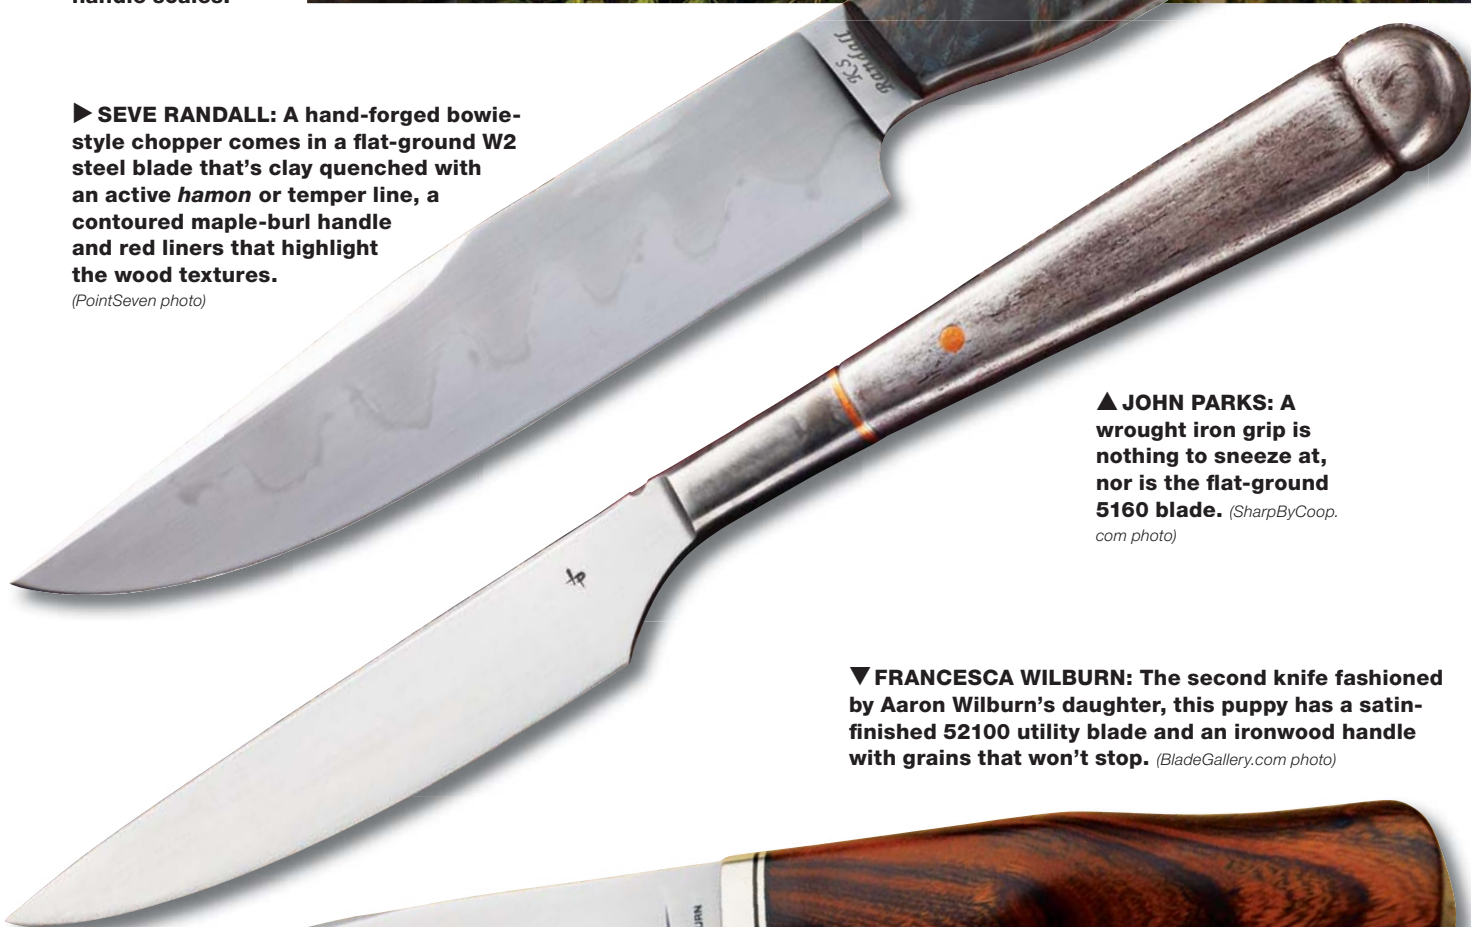 handle scales.
▶ SEVE RANDALL: A hand-forged bowie-
style chopper comes in a flat-ground W2
steel blade that's clay quenched with
an active hamon or temper line, a
contoured maple-burl handle
and red liners that highlight
the wood textures.
(PointSeven photo)
K.S
Randall
▲ JOHN PARKS: A
wrought iron grip is
nothing to sneeze at,
nor is the flat-ground
5160 blade. (SharpByCoop.
com photo)
▼ FRANCESCA WILBURN: The second knife fashioned
by Aaron Wilburn's daughter, this puppy has a satin-
finished 52100 utility blade and an ironwood handle
with grains that won't stop. (BladeGallery.com photo)